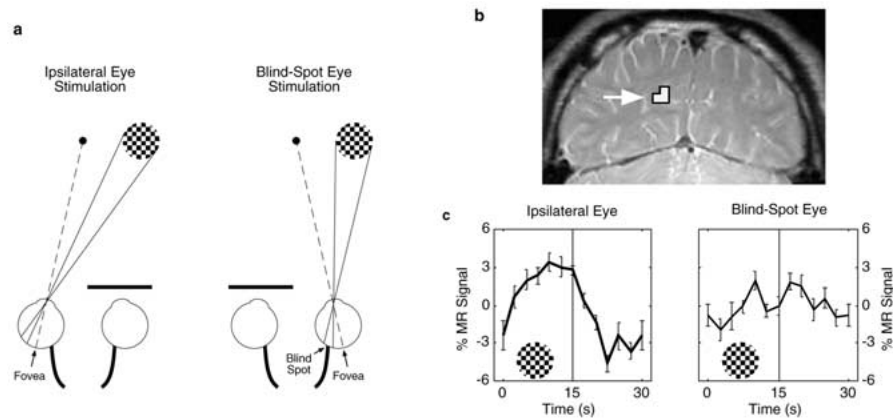 a
Ipsilateral Eye
Stimulation
Blind-Spot Eye
Stimulation
Fovea
Blind
Spot
Fovea
b
c
Ipsilateral Eye
% MR Signal
6
3
0
-3
-6
0
15
30
Time (s)
Blind-Spot Eye
6
3
0
-3
-6
% MR Signal
0
15
30
Time (s)